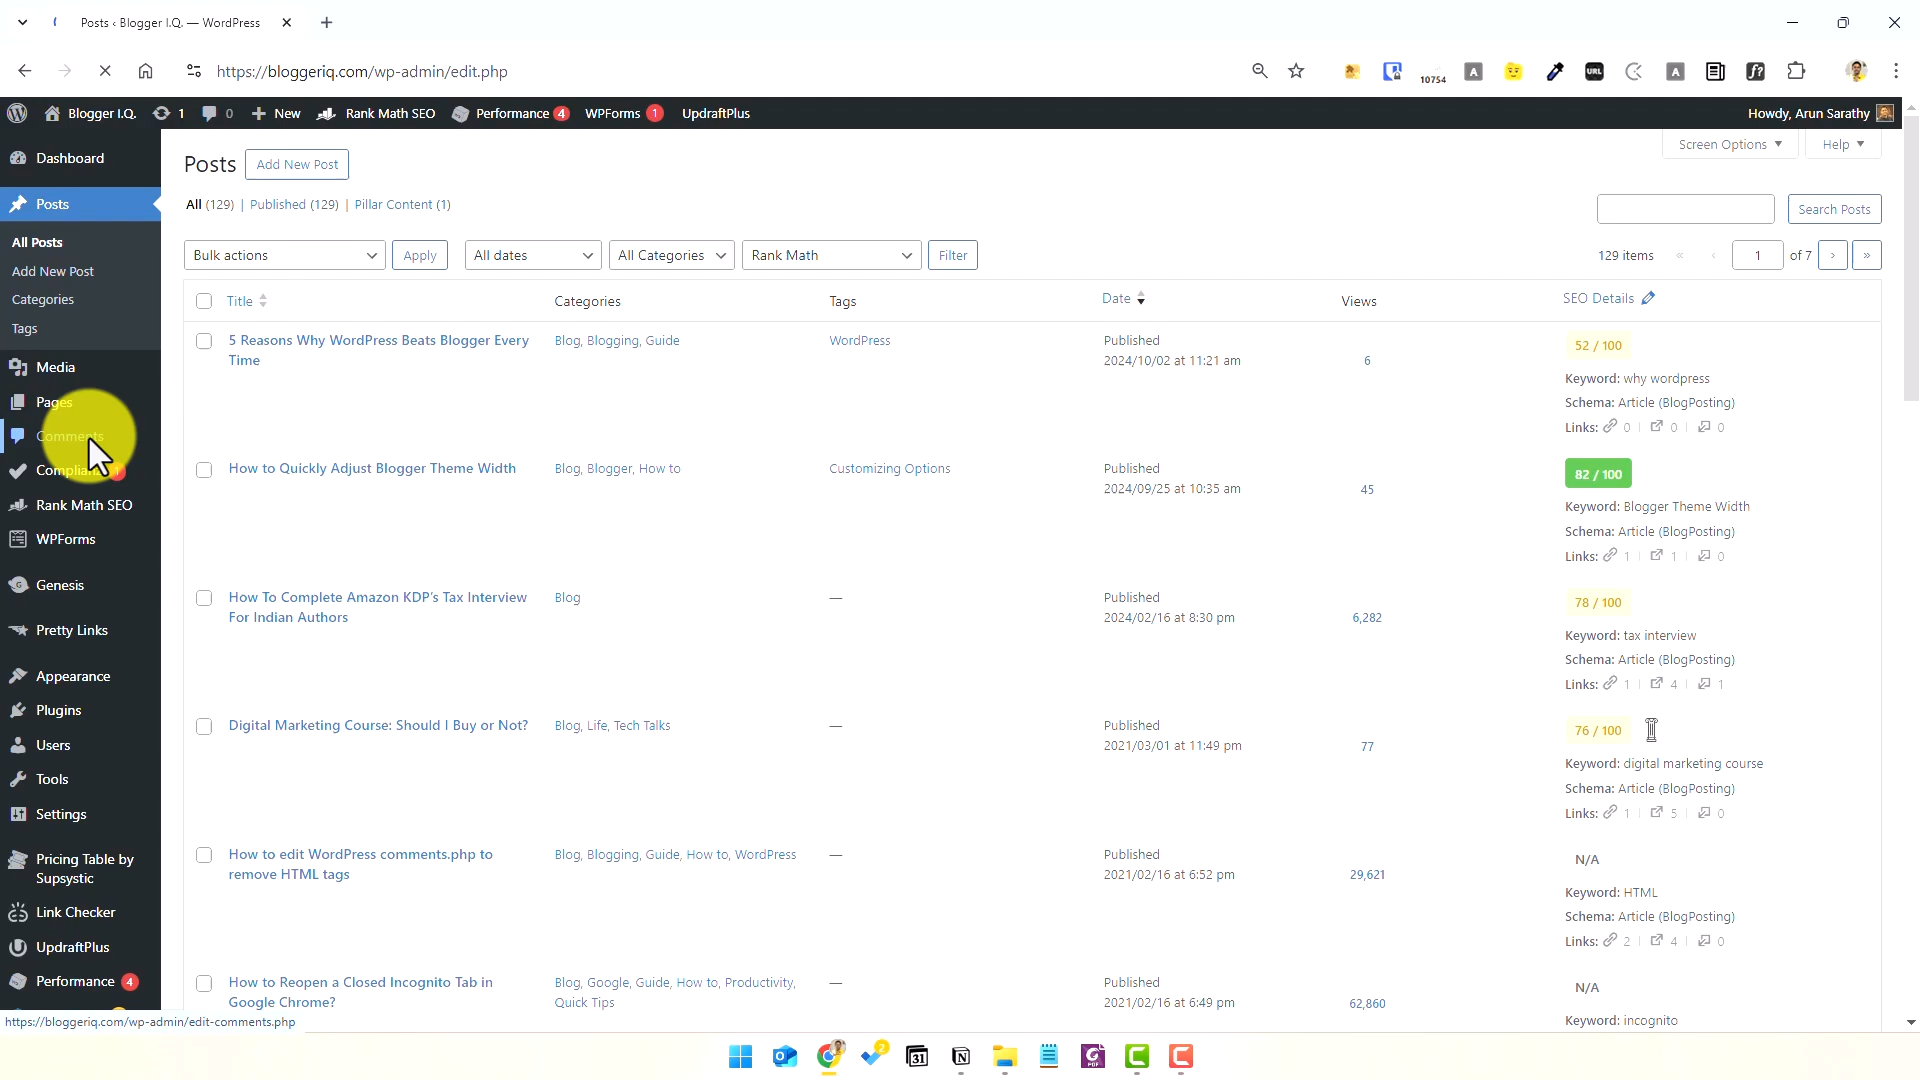 Posts ‹ Blogger I.Q. — WordPress
https://bloggeriq.com/wp-admin/edit.php
10754
A
URL
A
f?
Blogger I.Q. 1 0 New Rank Math SEO Performance 4 WPForms 1 UpdraftPlus
Howdy, Arun Sarathy
Dashboard
Posts
All Posts
Add New Post
Categories
Tags
Media
Pages
Comments
1
Rank Math SEO
WPForms
Genesis
Pretty Links
Appearance
Plugins
Users
Tools
Settings
Pricing Table by
Supsystic
Link Checker
UpdraftPlus
Performance 4
Screen Options Help
Posts Add New Post
All (129) | Published (129) | Pillar Content (1)
Search Posts
Bulk actions Apply All dates All Categories Rank Math Filter
129 items « ‹ 1 of 7 › »
Title Categories Tags Date Views SEO Details
5 Reasons Why WordPress Beats Blogger Every
Time
Blog, Blogging, Guide
WordPress
Published
2024/10/02 at 11:21 am
6
52 / 100
Keyword: why wordpress
Schema: Article (BlogPosting)
Links: 0 | 0 | 0
How to Quickly Adjust Blogger Theme Width
Blog, Blogger, How to
Customizing Options
Published
2024/09/25 at 10:35 am
45
82 / 100
Keyword: Blogger Theme Width
Schema: Article (BlogPosting)
Links: 1 | 1 | 0
How To Complete Amazon KDP's Tax Interview
For Indian Authors
Blog
—
Published
2024/02/16 at 8:30 pm
6,282
78 / 100
Keyword: tax interview
Schema: Article (BlogPosting)
Links: 1 | 4 | 1
Digital Marketing Course: Should I Buy or Not?
Blog, Life, Tech Talks
—
Published
2021/03/01 at 11:49 pm
77
76 / 100
Keyword: digital marketing course
Schema: Article (BlogPosting)
Links: 1 | 5 | 0
How to edit WordPress comments.php to
remove HTML tags
Blog, Blogging, Guide, How to, WordPress
—
Published
2021/02/16 at 6:52 pm
29,621
N/A
Keyword: HTML
Schema: Article (BlogPosting)
Links: 2 | 4 | 0
How to Reopen a Closed Incognito Tab in
Google Chrome?
Blog, Google, Guide, How to, Productivity,
Quick Tips
—
Published
2021/02/16 at 6:49 pm
62,860
N/A
Keyword: incognito
https://bloggeriq.com/wp-admin/edit-comments.php
2
31
N
PDF